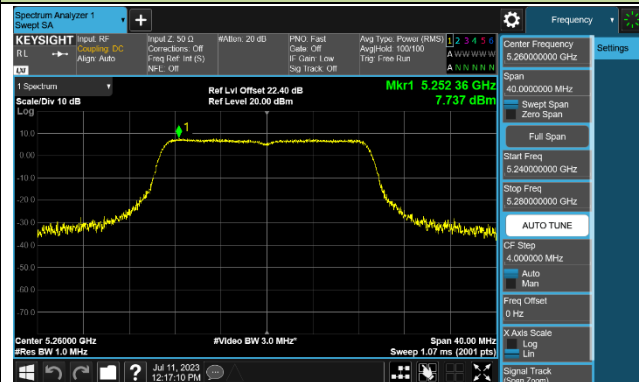 Spectrum Analyzer 1
Swept SA
Frequency
KEYSIGHT
RL
LXI
Input: RF
Coupling: DC
Align: Auto
Input Z: 50 Ω
Corrections: Off
Freq Ref: Int (S)
NFE: Off
#Atten: 20 dB
PNO: Fast
Gate: Off
IF Gain: Low
Sig Track: Off
Avg Type: Power (RMS)
Avg|Hold: 100/100
Trig: Free Run
1 2 3 4 5 6
A W W W W W
A N N N N N
1 Spectrum
Scale/Div 10 dB
Log
Ref Lvl Offset 22.40 dB
Ref Level 20.00 dBm
Mkr1 5.252 36 GHz
7.737 dBm
1
10.0
0.00
-10.0
-20.0
-30.0
-40.0
-50.0
-60.0
-70.0
Center 5.26000 GHz
#Res BW 1.0 MHz
#Video BW 3.0 MHz*
Span 40.00 MHz
Sweep 1.07 ms (2001 pts)
Jul 11, 2023
12:17:10 PM
Center Frequency
5.260000000 GHz
Span
40.0000000 MHz
Swept Span
Zero Span
Full Span
Start Freq
5.240000000 GHz
Stop Freq
5.280000000 GHz
AUTO TUNE
CF Step
4.000000 MHz
Auto
Man
Freq Offset
0 Hz
X Axis Scale
Log
Lin
Signal Track
(Span Zoom)
Settings